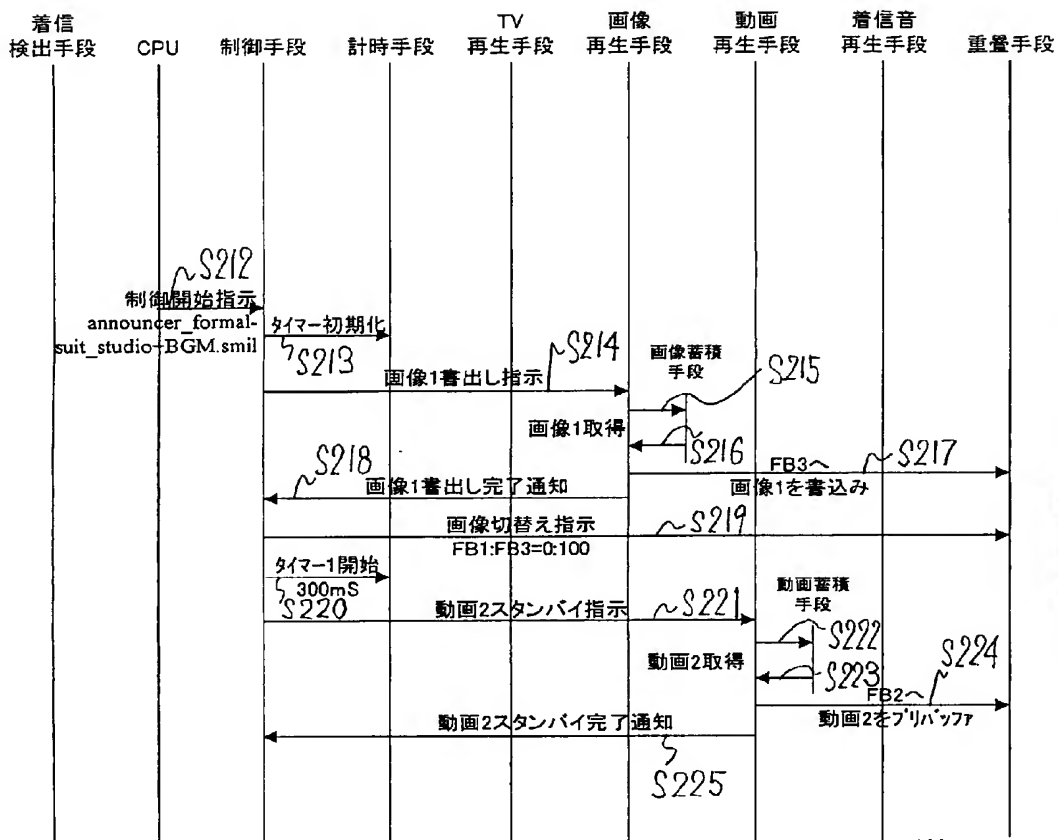 着信
検出手段
CPU
制御手段
計時手段
TV
再生手段
画像
再生手段
動画
再生手段
着信音
再生手段
重畳手段
S212
制御開始指示
announcer_formal-
suit_studio+BGM.smil
タイマー初期化
S213
S214
画像1書出し指示
画像蓄積
手段
S215
画像1取得
S216
S217
FB3へ
画像1を書込み
S218
画像1書出し完了通知
画像切替え指示
S219
FB1:FB3=0:100
タイマー1開始
300mS
S220
動画2スタンバイ指示
S221
動画蓄積
手段
S222
動画2取得
S223
S224
FB2へ
動画2をプリバッファ
動画2スタンバイ完了通知
S225